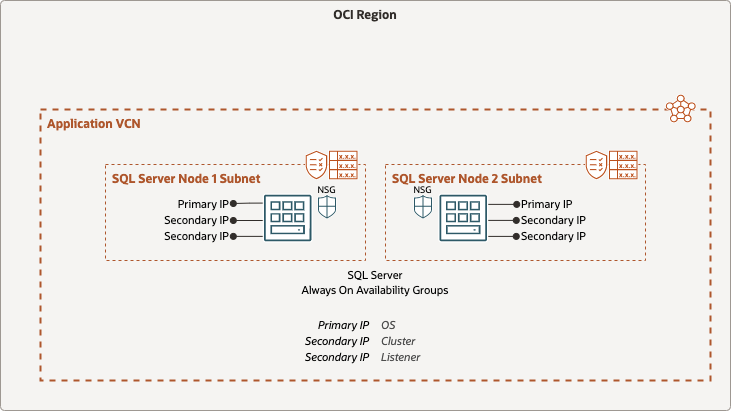 OCI Region
Application VCN
SQL Server Node 1 Subnet
X.X.X.
X.X.X.
NSG
Primary IP
Secondary IP
Secondary IP
SQL Server Node 2 Subnet
X.X.X.
X.X.X.
NSG
Primary IP
Secondary IP
Secondary IP
SQL Server
Always On Availability Groups
Primary IP OS
Secondary IP Cluster
Secondary IP Listener